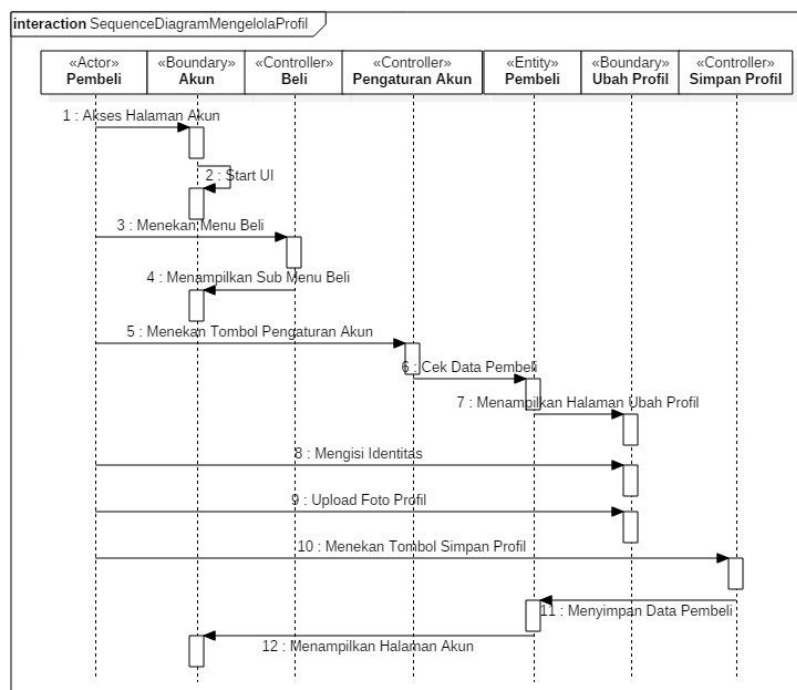 interaction SequenceDiagramMengelolaProfil
«Actor» «Boundary» «Controller» «Controller» «Entity» «Boundary» «Controller»
Pembeli Akun Beli Pengaturan Akun Pembeli Ubah Profil Simpan Profil
1 : Akses Halaman Akun
2 : Start UI
3 : Menekan Menu Beli
4 : Menampilkan Sub Menu Beli
5 : Menekan Tombol Pengaturan Akun
6 : Cek Data Pembeli
7 : Menampilkan Halaman Ubah Profil
8 : Mengisi Identitas
9 : Upload Foto Profil
10 : Menekan Tombol Simpan Profil
11 : Menyimpan Data Pembeli
12 : Menampilkan Halaman Akun